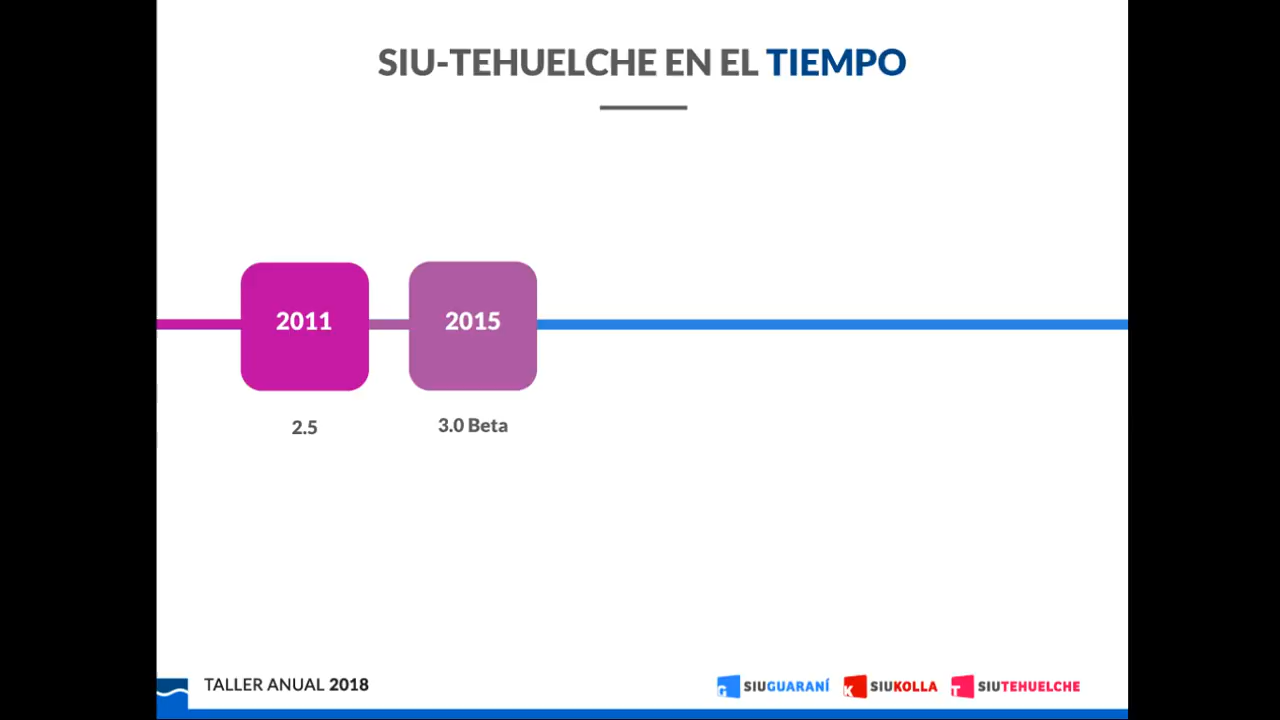 SIU-TEHUELCHE EN EL TIEMPO
2011
2015
2.5
3.0 Beta
TALLER ANUAL 2018
G SIUGUARANÍ K SIUKOLLA T SIUTEHUELCHE